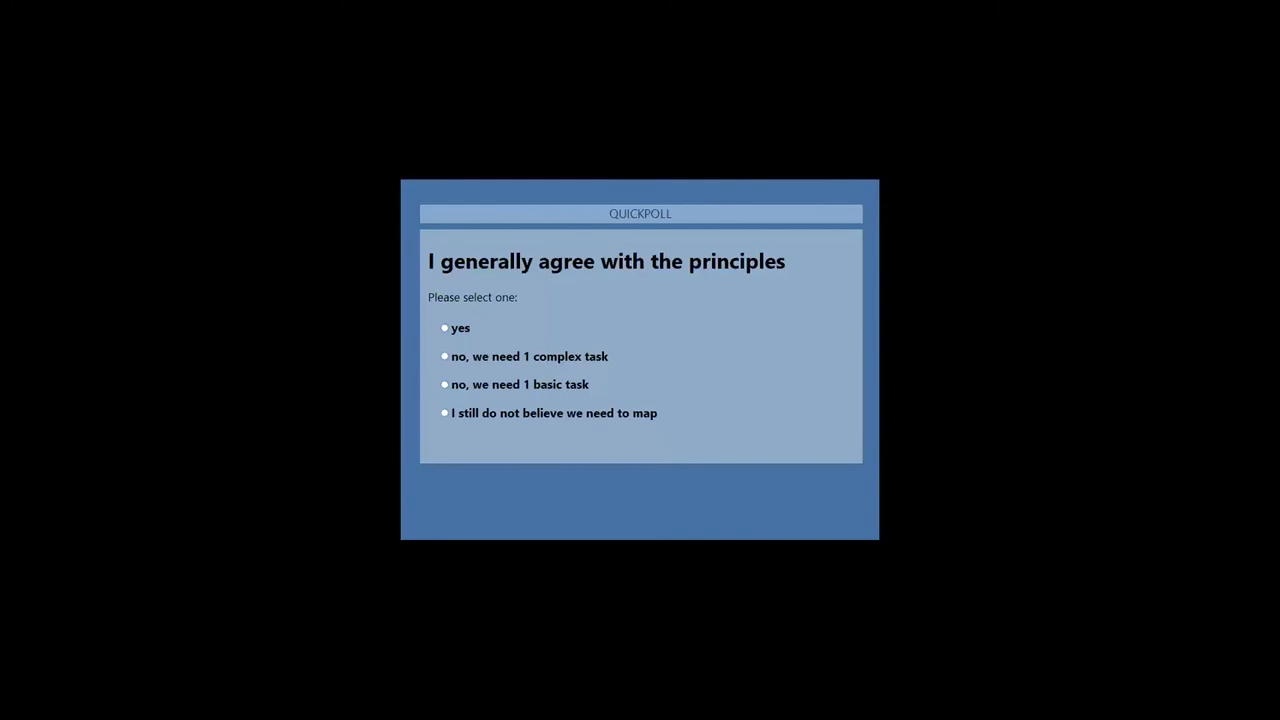 QUICKPOLL
I generally agree with the principles
Please select one:
yes
no, we need 1 complex task
no, we need 1 basic task
I still do not believe we need to map